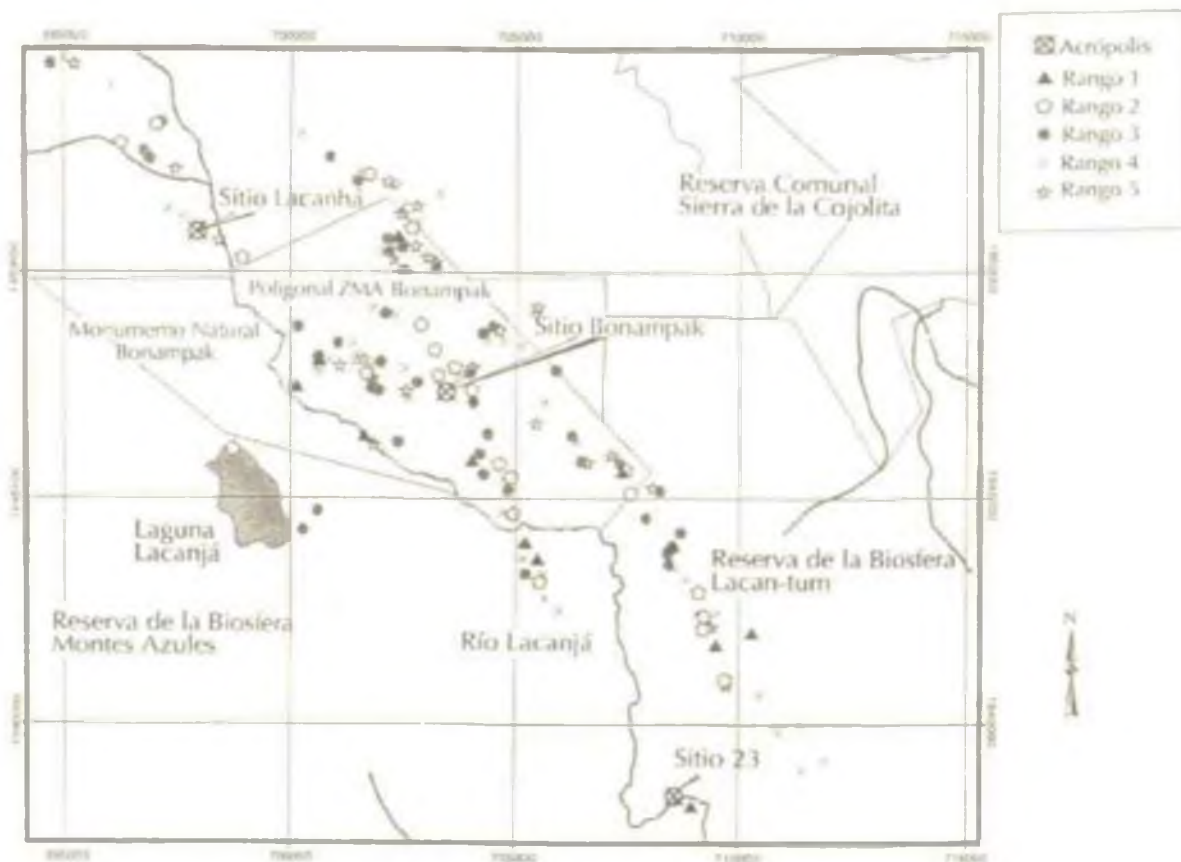 700000
710000
Acrópolis
Rango 1
Rango 2
Rango 3
Rango 4
Rango 5
Sitio Lacanha
Reserva Comunal
Sierra de la Cojolita
Poligonal ZMA Bonampak
Sitio Bonampak
Monumento Natural
Bonampak
Laguna
Lacanjá
Reserva de la Biosfera
Lacan-tum
Reserva de la Biosfera
Montes Azules
Río Lacanjá
N
Sitio 23